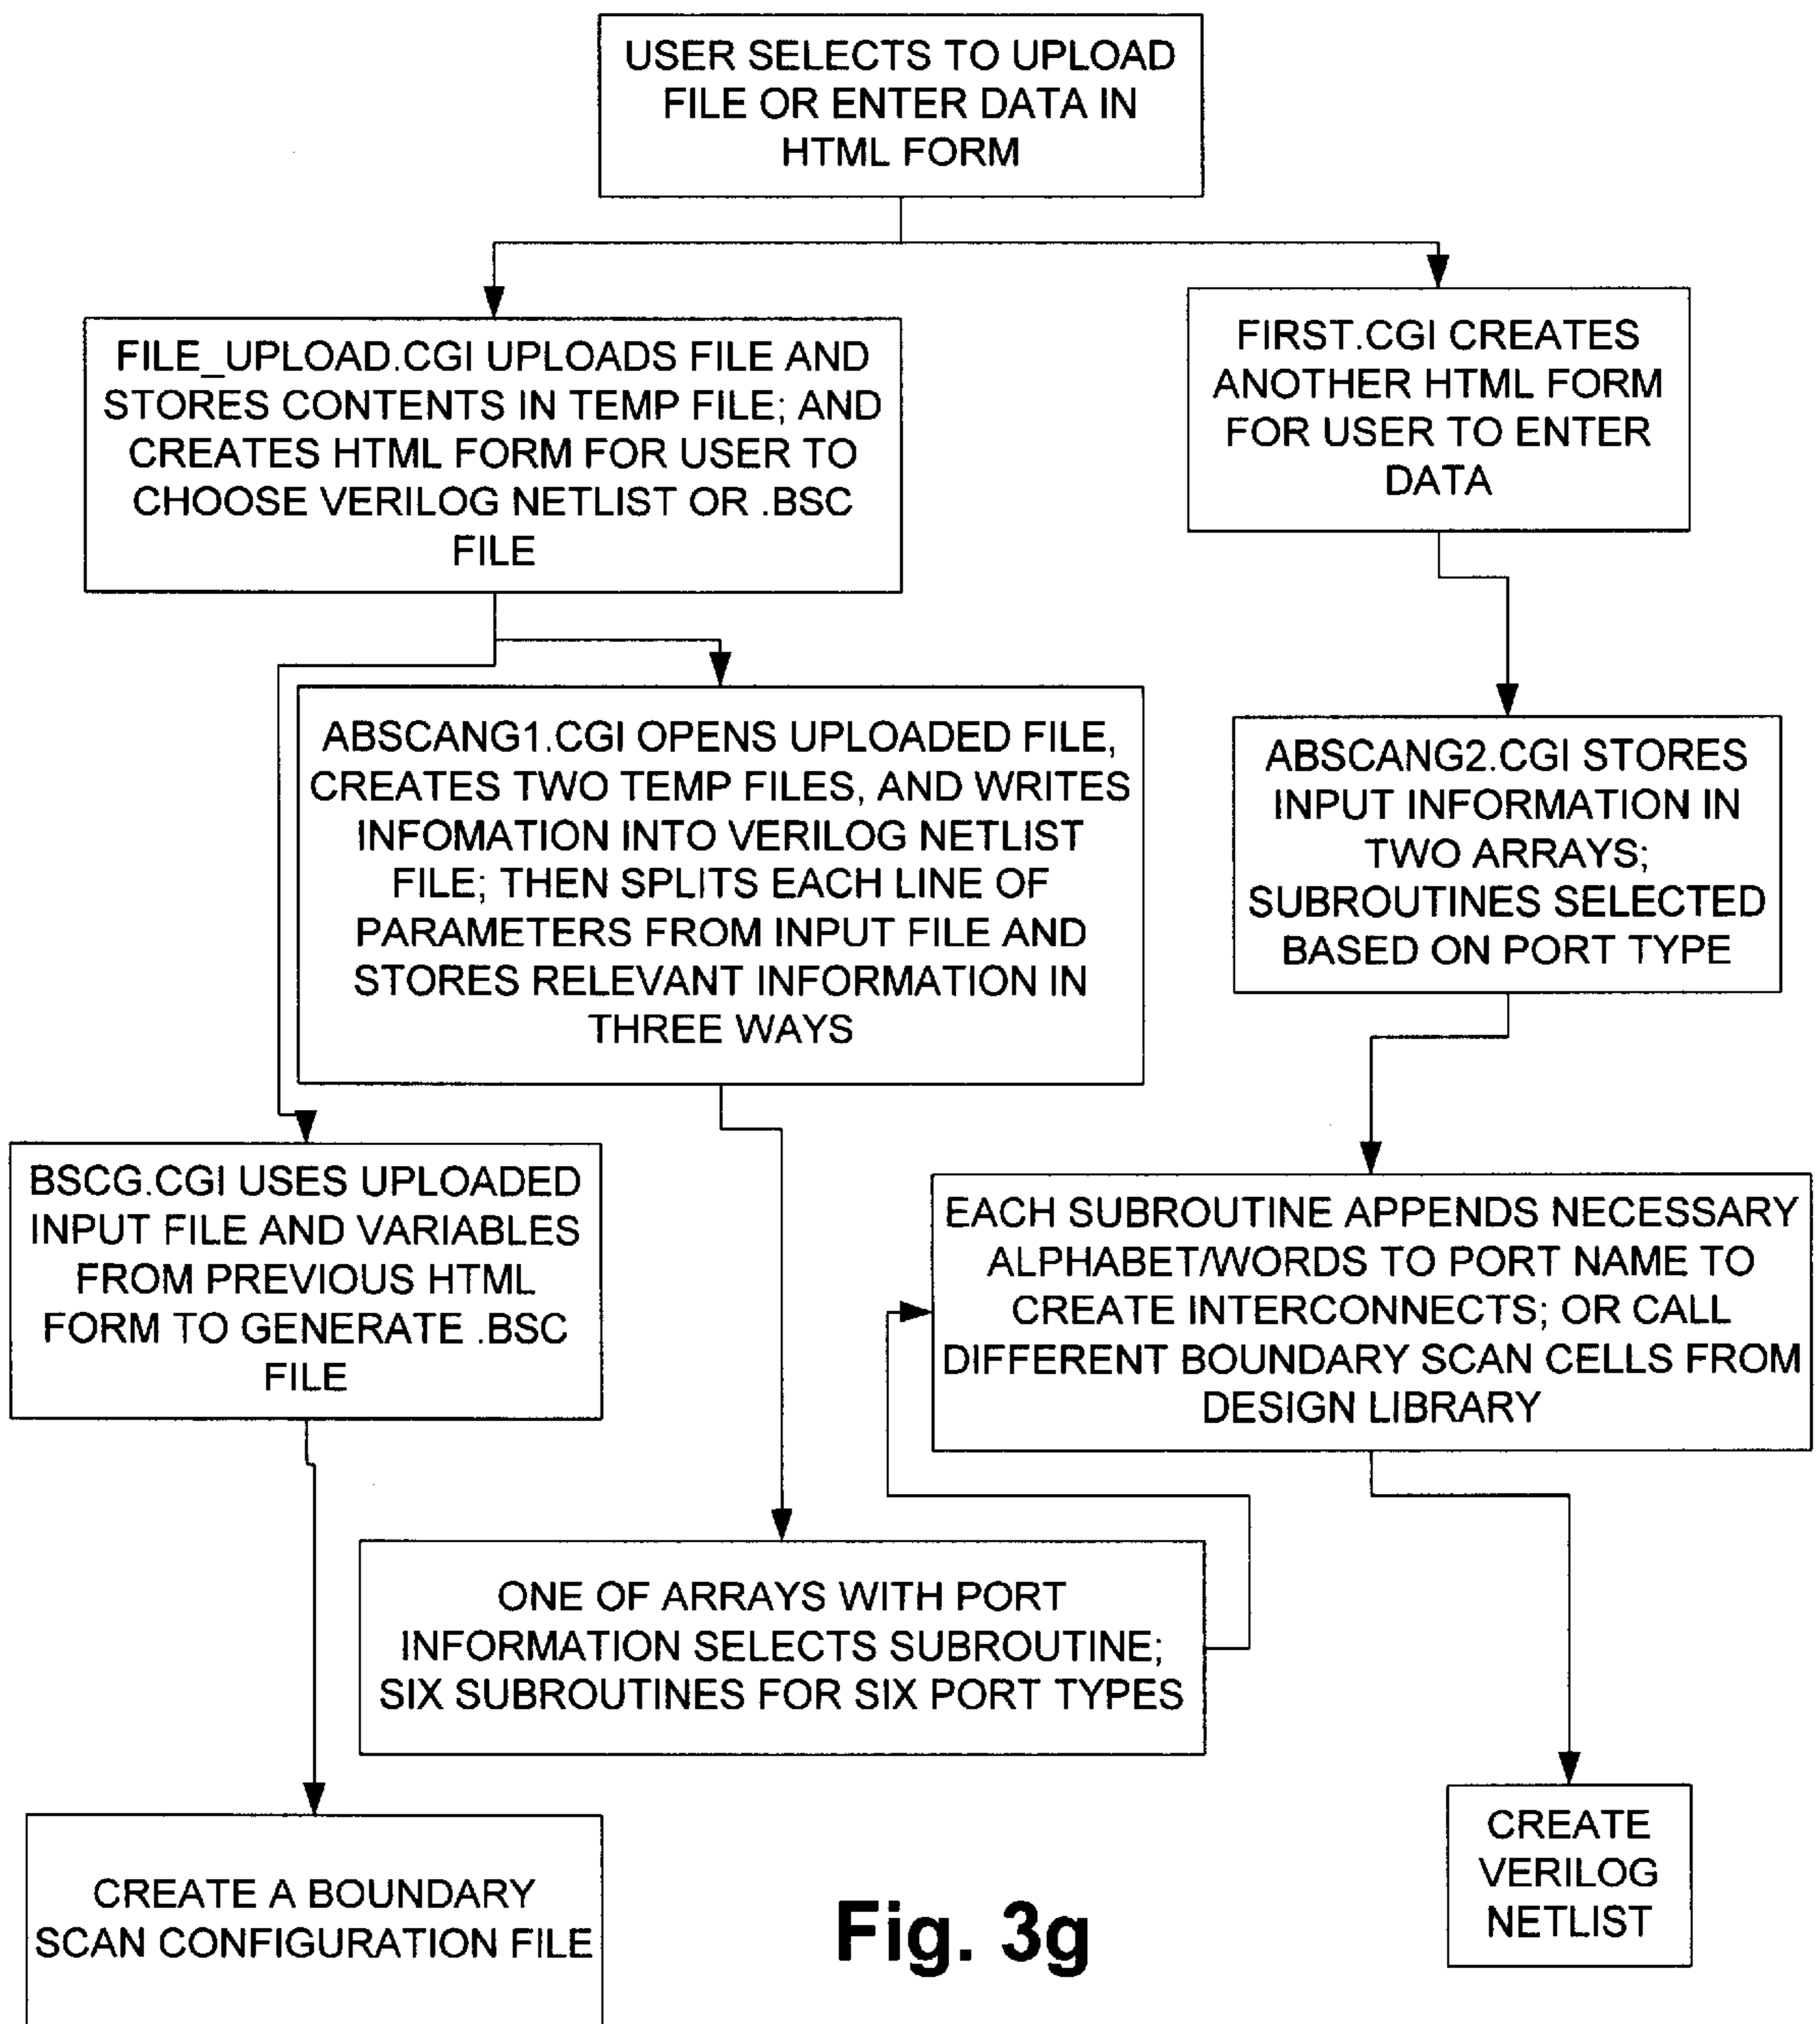 USER SELECTS TO UPLOAD
FILE OR ENTER DATA IN
HTML FORM
FILE_UPLOAD.CGI UPLOADS FILE AND
STORES CONTENTS IN TEMP FILE; AND
CREATES HTML FORM FOR USER TO
CHOOSE VERILOG NETLIST OR .BSC
FILE
FIRST.CGI CREATES
ANOTHER HTML FORM
FOR USER TO ENTER
DATA
ABSCANG1.CGI OPENS UPLOADED FILE,
CREATES TWO TEMP FILES, AND WRITES
INFOMATION INTO VERILOG NETLIST
FILE; THEN SPLITS EACH LINE OF
PARAMETERS FROM INPUT FILE AND
STORES RELEVANT INFORMATION IN
THREE WAYS
ABSCANG2.CGI STORES
INPUT INFORMATION IN
TWO ARRAYS;
SUBROUTINES SELECTED
BASED ON PORT TYPE
BSCG.CGI USES UPLOADED
INPUT FILE AND VARIABLES
FROM PREVIOUS HTML
FORM TO GENERATE .BSC
FILE
EACH SUBROUTINE APPENDS NECESSARY
ALPHABET/WORDS TO PORT NAME TO
CREATE INTERCONNECTS; OR CALL
DIFFERENT BOUNDARY SCAN CELLS FROM
DESIGN LIBRARY
ONE OF ARRAYS WITH PORT
INFORMATION SELECTS SUBROUTINE;
SIX SUBROUTINES FOR SIX PORT TYPES
CREATE A BOUNDARY
SCAN CONFIGURATION FILE
CREATE
VERILOG
NETLIST
Fig. 3g